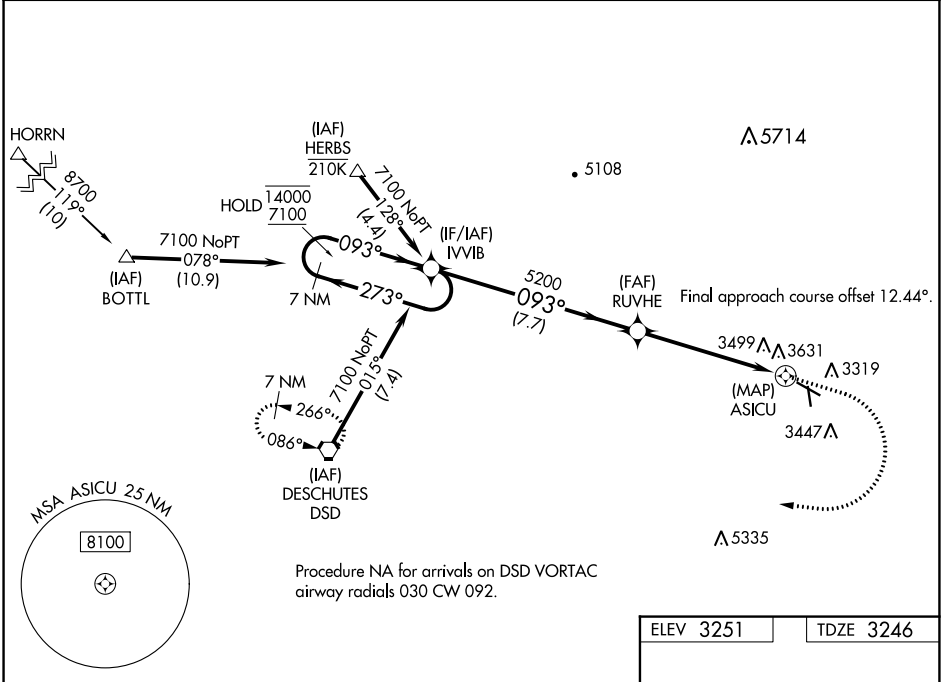 HORRN
8700
119°
(10)
(IAF)
HERBS
210K
7100 NoPT
128°
(4.4)
5714
5108
HOLD 14000
7100
093°
(IF/IAF)
IVVIB
7100 NoPT
078°
(10.9)
(IAF)
BOTTL
7 NM
273°
5200
093°
(7.7)
(FAF)
RUVHE
Final approach course offset 12.44°.
3499
3631
3319
(MAP)
ASICU
3447
7100 NoPT
015°
(7.4)
7 NM
266°
086°
(IAF)
DESCHUTES
DSD
5335
MSA ASICU 25 NM
8100
Procedure NA for arrivals on DSD VORTAC
airway radials 030 CW 092.
ELEV 3251
TDZE 3246